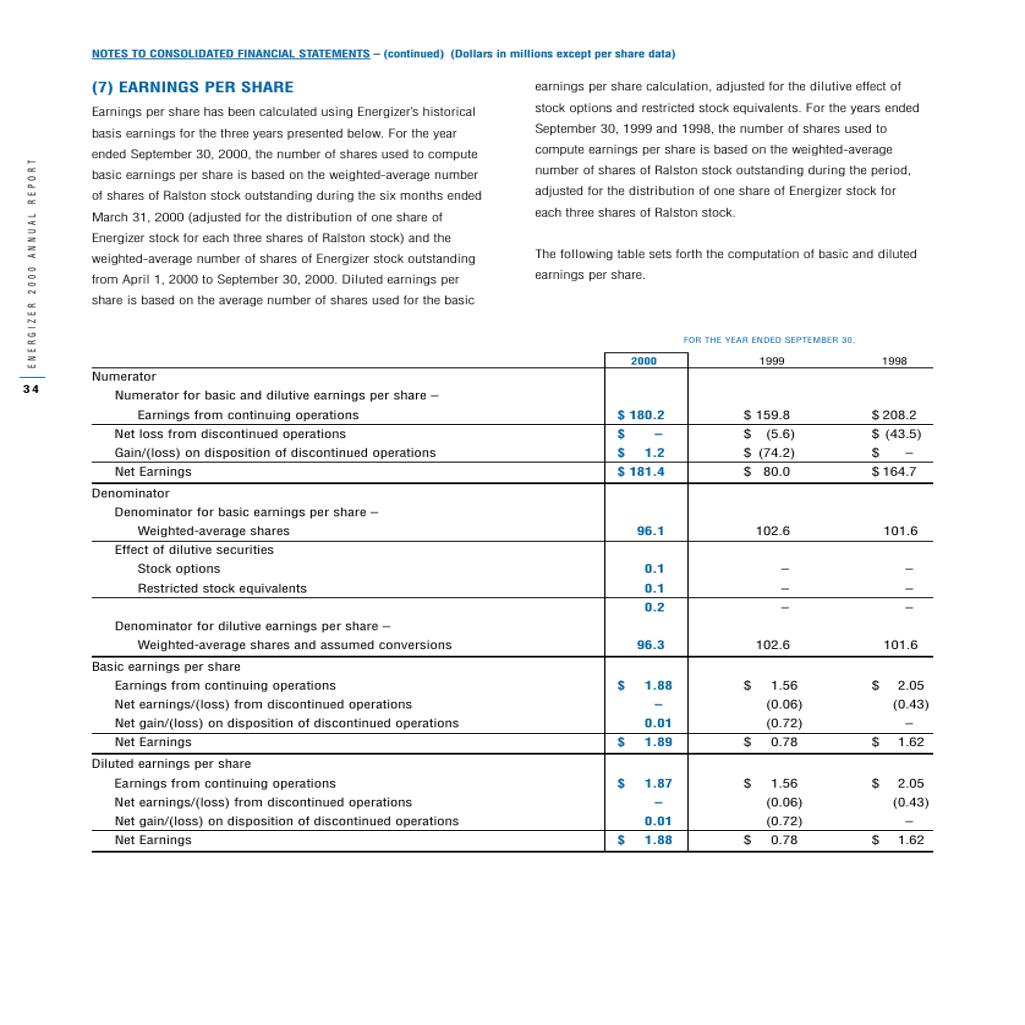 NOTES TO CONSOLIDATED FINANCIAL STATEMENTS – (continued) (Dollars in millions except per share data)
(7) EARNINGS PER SHARE
Earnings per share has been calculated using Energizer's historical
basis earnings for the three years presented below. For the year
ended September 30, 2000, the number of shares used to compute
basic earnings per share is based on the weighted-average number
of shares of Ralston stock outstanding during the six months ended
March 31, 2000 (adjusted for the distribution of one share of
Energizer stock for each three shares of Ralston stock) and the
weighted-average number of shares of Energizer stock outstanding
from April 1, 2000 to September 30, 2000. Diluted earnings per
share is based on the average number of shares used for the basic
earnings per share calculation, adjusted for the dilutive effect of
stock options and restricted stock equivalents. For the years ended
September 30, 1999 and 1998, the number of shares used to
compute earnings per share is based on the weighted-average
number of shares of Ralston stock outstanding during the period,
adjusted for the distribution of one share of Energizer stock for
each three shares of Ralston stock.
The following table sets forth the computation of basic and diluted
earnings per share.
ENERGIZER 2000 ANNUAL REPORT
34
FOR THE YEAR ENDED SEPTEMBER 30,
2000 1999 1998
Numerator
Numerator for basic and dilutive earnings per share –
Earnings from continuing operations $ 180.2 $ 159.8 $ 208.2
Net loss from discontinued operations $ – $ (5.6) $ (43.5)
Gain/(loss) on disposition of discontinued operations $ 1.2 $ (74.2) $ –
Net Earnings $ 181.4 $ 80.0 $ 164.7
Denominator
Denominator for basic earnings per share –
Weighted-average shares 96.1 102.6 101.6
Effect of dilutive securities
Stock options 0.1 – –
Restricted stock equivalents 0.1 – –
0.2 – –
Denominator for dilutive earnings per share –
Weighted-average shares and assumed conversions 96.3 102.6 101.6
Basic earnings per share
Earnings from continuing operations $ 1.88 $ 1.56 $ 2.05
Net earnings/(loss) from discontinued operations – (0.06) (0.43)
Net gain/(loss) on disposition of discontinued operations 0.01 (0.72) –
Net Earnings $ 1.89 $ 0.78 $ 1.62
Diluted earnings per share
Earnings from continuing operations $ 1.87 $ 1.56 $ 2.05
Net earnings/(loss) from discontinued operations – (0.06) (0.43)
Net gain/(loss) on disposition of discontinued operations 0.01 (0.72) –
Net Earnings $ 1.88 $ 0.78 $ 1.62